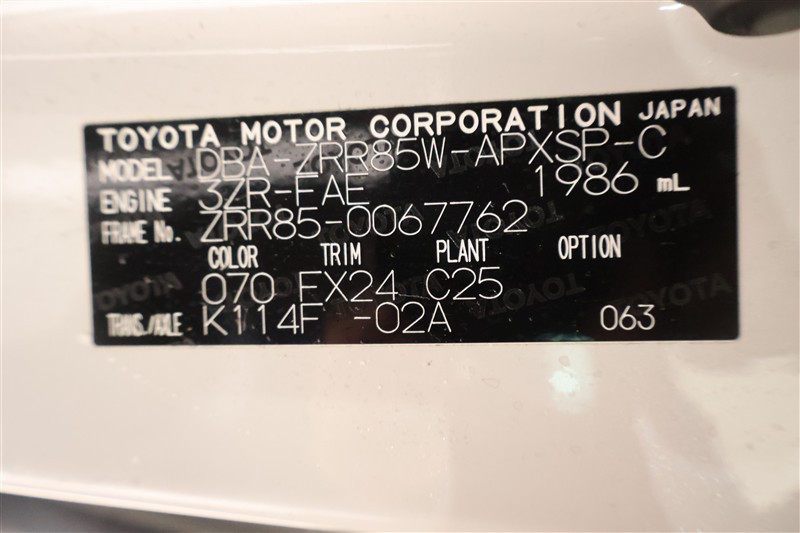 TOYOTA MOTOR CORPORATION JAPAN
MODEL DBA-ZRR85W-APXSP-C
ENGINE 3ZR-FAE 1986 mL
FRAME No. ZRR85-0067762
COLOR TRIM PLANT OPTION
070 FX24 C25
TRANS./AXLE K114F -02A 063